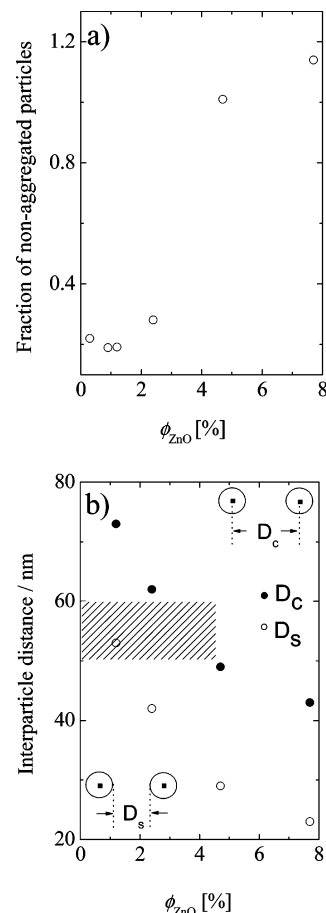 a)
1.2
0.8
0.4
Fraction of non-aggregated particles
0 2 4 6 8
ϕZnO [%]
b)
80
60
40
20
Interparticle distance / nm
Dc
DC
DS
Ds
0 2 4 6 8
ϕZnO [%]